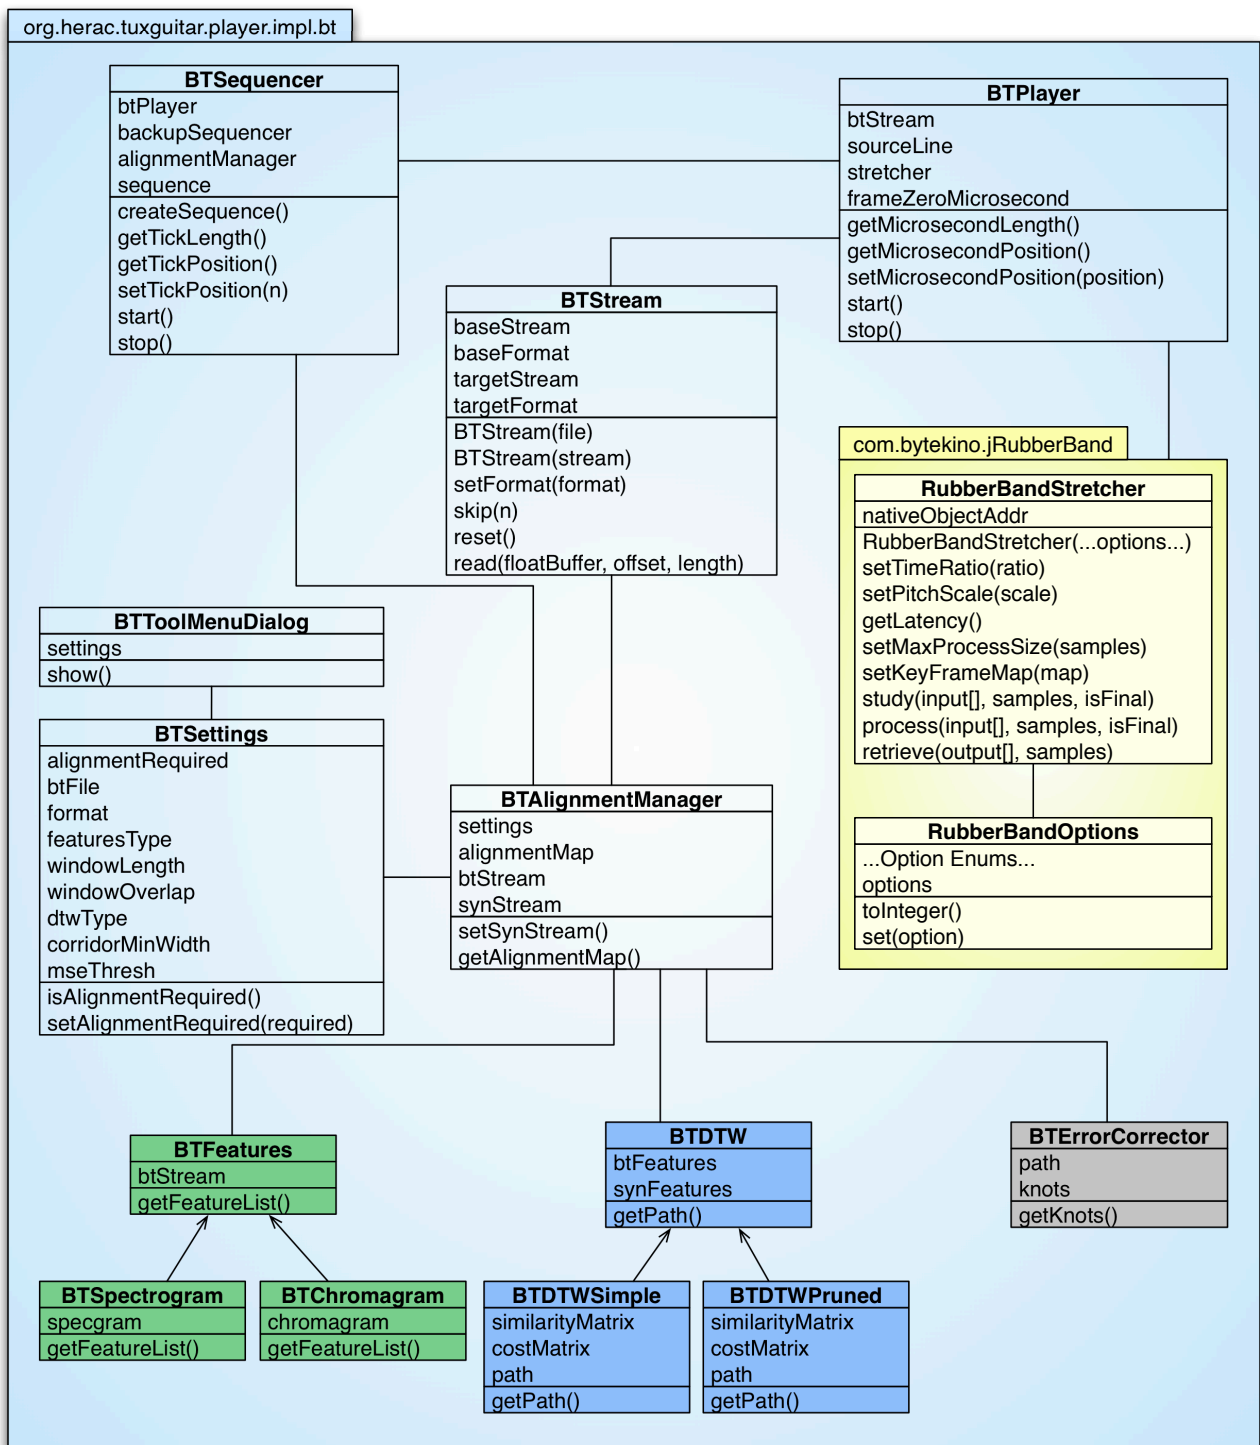 org.herac.tuxguitar.player.impl.bt
BTSequencer
btPlayer
backupSequencer
alignmentManager
sequence
createSequence()
getTickLength()
getTickPosition()
setTickPosition(n)
start()
stop()
BTPlayer
btStream
sourceLine
stretcher
frameZeroMicrosecond
getMicrosecondLength()
getMicrosecondPosition()
setMicrosecondPosition(position)
start()
stop()
BTStream
baseStream
baseFormat
targetStream
targetFormat
BTStream(file)
BTStream(stream)
setFormat(format)
skip(n)
reset()
read(floatBuffer, offset, length)
com.bytekino.jRubberBand
RubberBandStretcher
nativeObjectAddr
RubberBandStretcher(...options...)
setTimeRatio(ratio)
setPitchScale(scale)
getLatency()
setMaxProcessSize(samples)
setKeyFrameMap(map)
study(input[], samples, isFinal)
process(input[], samples, isFinal)
retrieve(output[], samples)
RubberBandOptions
...Option Enums...
options
toInteger()
set(option)
BTToolMenuDialog
settings
show()
BTSettings
alignmentRequired
btFile
format
featuresType
windowLength
windowOverlap
dtwType
corridorMinWidth
mseThresh
isAlignmentRequired()
setAlignmentRequired(required)
BTAlignmentManager
settings
alignmentMap
btStream
synStream
setSynStream()
getAlignmentMap()
BTFeatures
btStream
getFeatureList()
BTDTW
btFeatures
synFeatures
getPath()
BTErrorCorrector
path
knots
getKnots()
BTSpectrogram
specgram
getFeatureList()
BTChromagram
chromagram
getFeatureList()
BTDTWSimple
similarityMatrix
costMatrix
path
getPath()
BTDTWPruned
similarityMatrix
costMatrix
path
getPath()